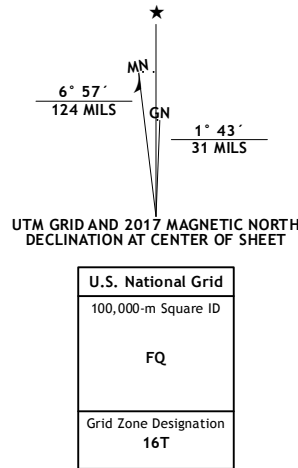 ★
MN
GN
6° 57´
124 MILS
1° 43´
31 MILS
UTM GRID AND 2017 MAGNETIC NORTH
DECLINATION AT CENTER OF SHEET
U.S. National Grid
100,000-m Square ID
FQ
Grid Zone Designation
16T